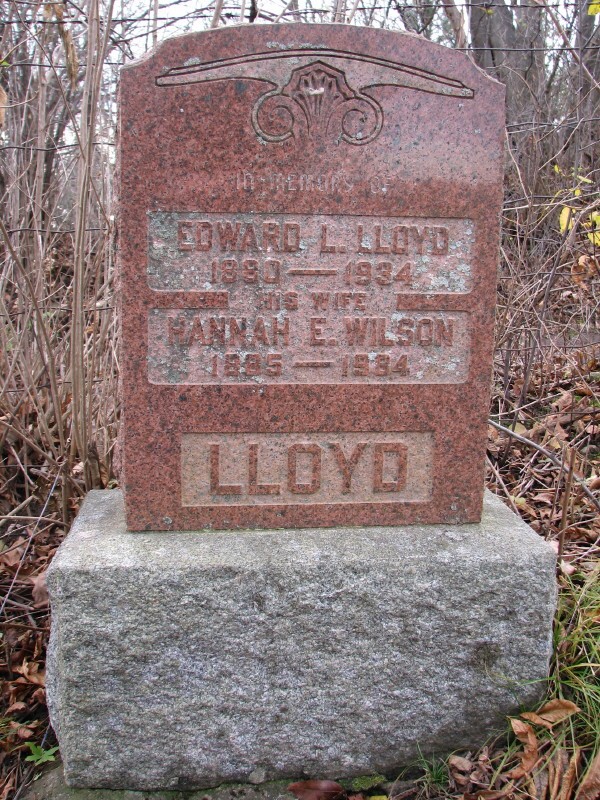 IN MEMORY OF
EDWARD L. LLOYD
1890 — 1934
HIS WIFE
HANNAH E. WILSON
1895 — 1934
LLOYD